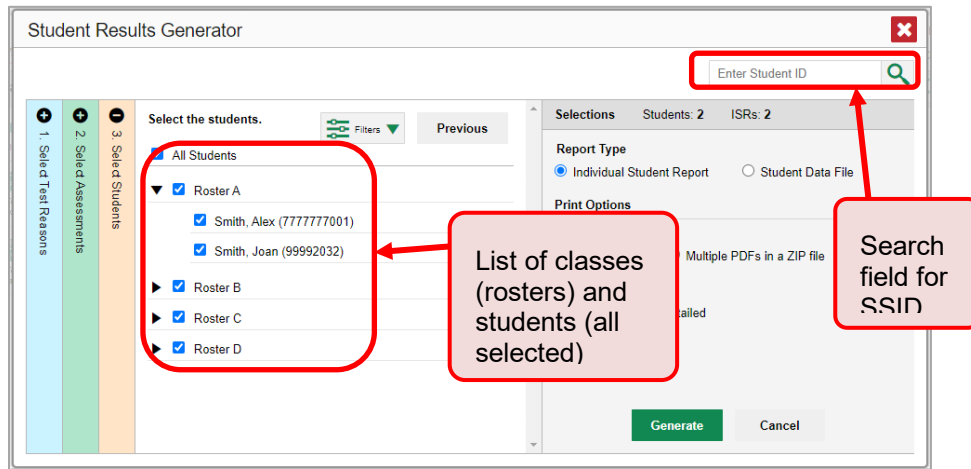 Student Results Generator
Enter Student ID
1. Select Test Reasons
2. Select Assessments
3. Select Students
Select the students.
Filters
Previous
All Students
Roster A
Smith, Alex (7777777001)
Smith, Joan (99992032)
Roster B
Roster C
Roster D
Selections Students: 2 ISRs: 2
Report Type
Individual Student Report Student Data File
Print Options
Multiple PDFs in a ZIP file
Generate Cancel
List of classes
(rosters) and
students (all
selected)
Search
field for
SSID